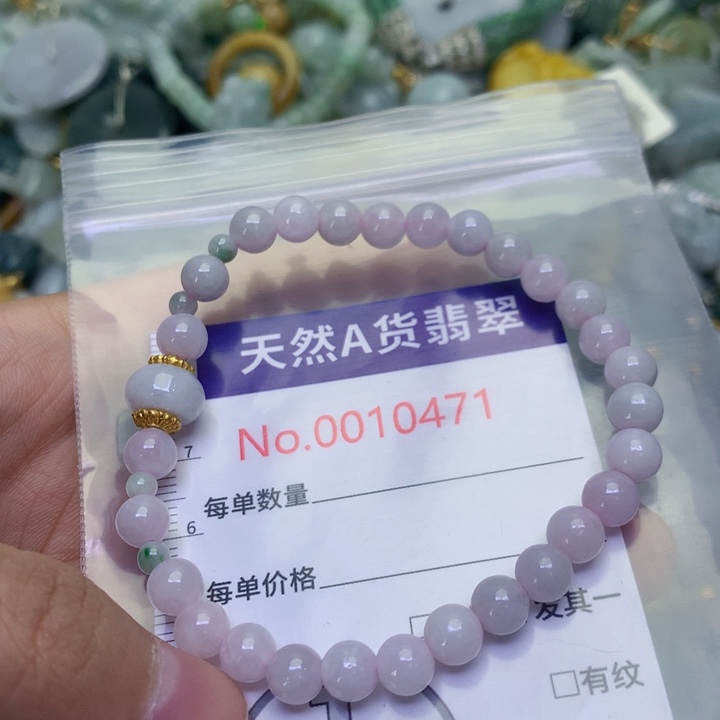 天然A货翡翠
No.0010471
7
每单数量
6
每单价格
发其一
□有纹